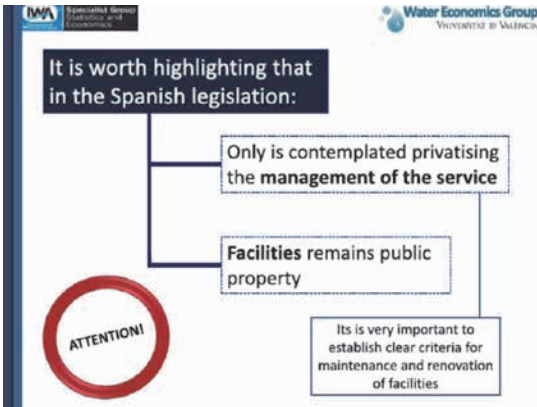 IWA
Specialist Group
Statistics and
Economics
Water Economics Group
UNIVERSITAT DE VALÈNCIA
It is worth highlighting that
in the Spanish legislation:
Only is contemplated privatising
the management of the service
Facilities remains public
property
ATTENTION!
Its is very important to
establish clear criteria for
maintenance and renovation
of facilities